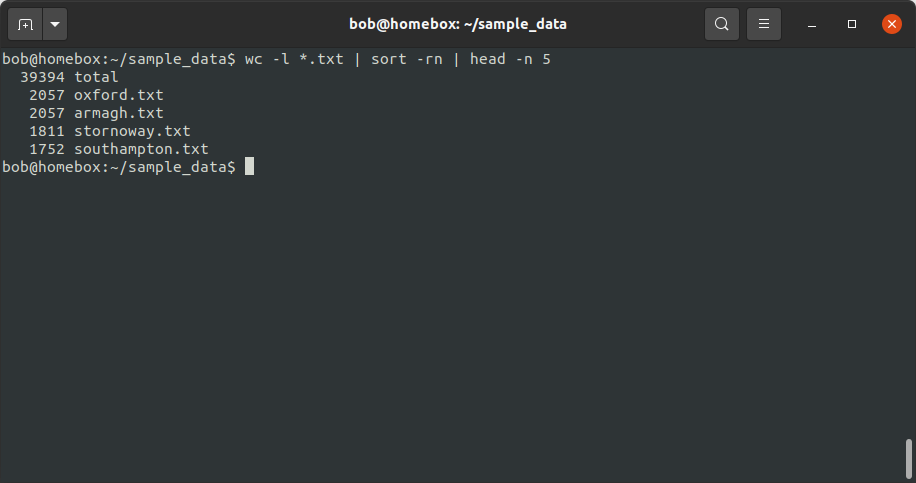 bob@homebox: ~/sample_data
bob@homebox:~/sample_data$ wc -l *.txt | sort -rn | head -n 5
  39394 total
   2057 oxford.txt
   2057 armagh.txt
   1811 stornoway.txt
   1752 southampton.txt
bob@homebox:~/sample_data$